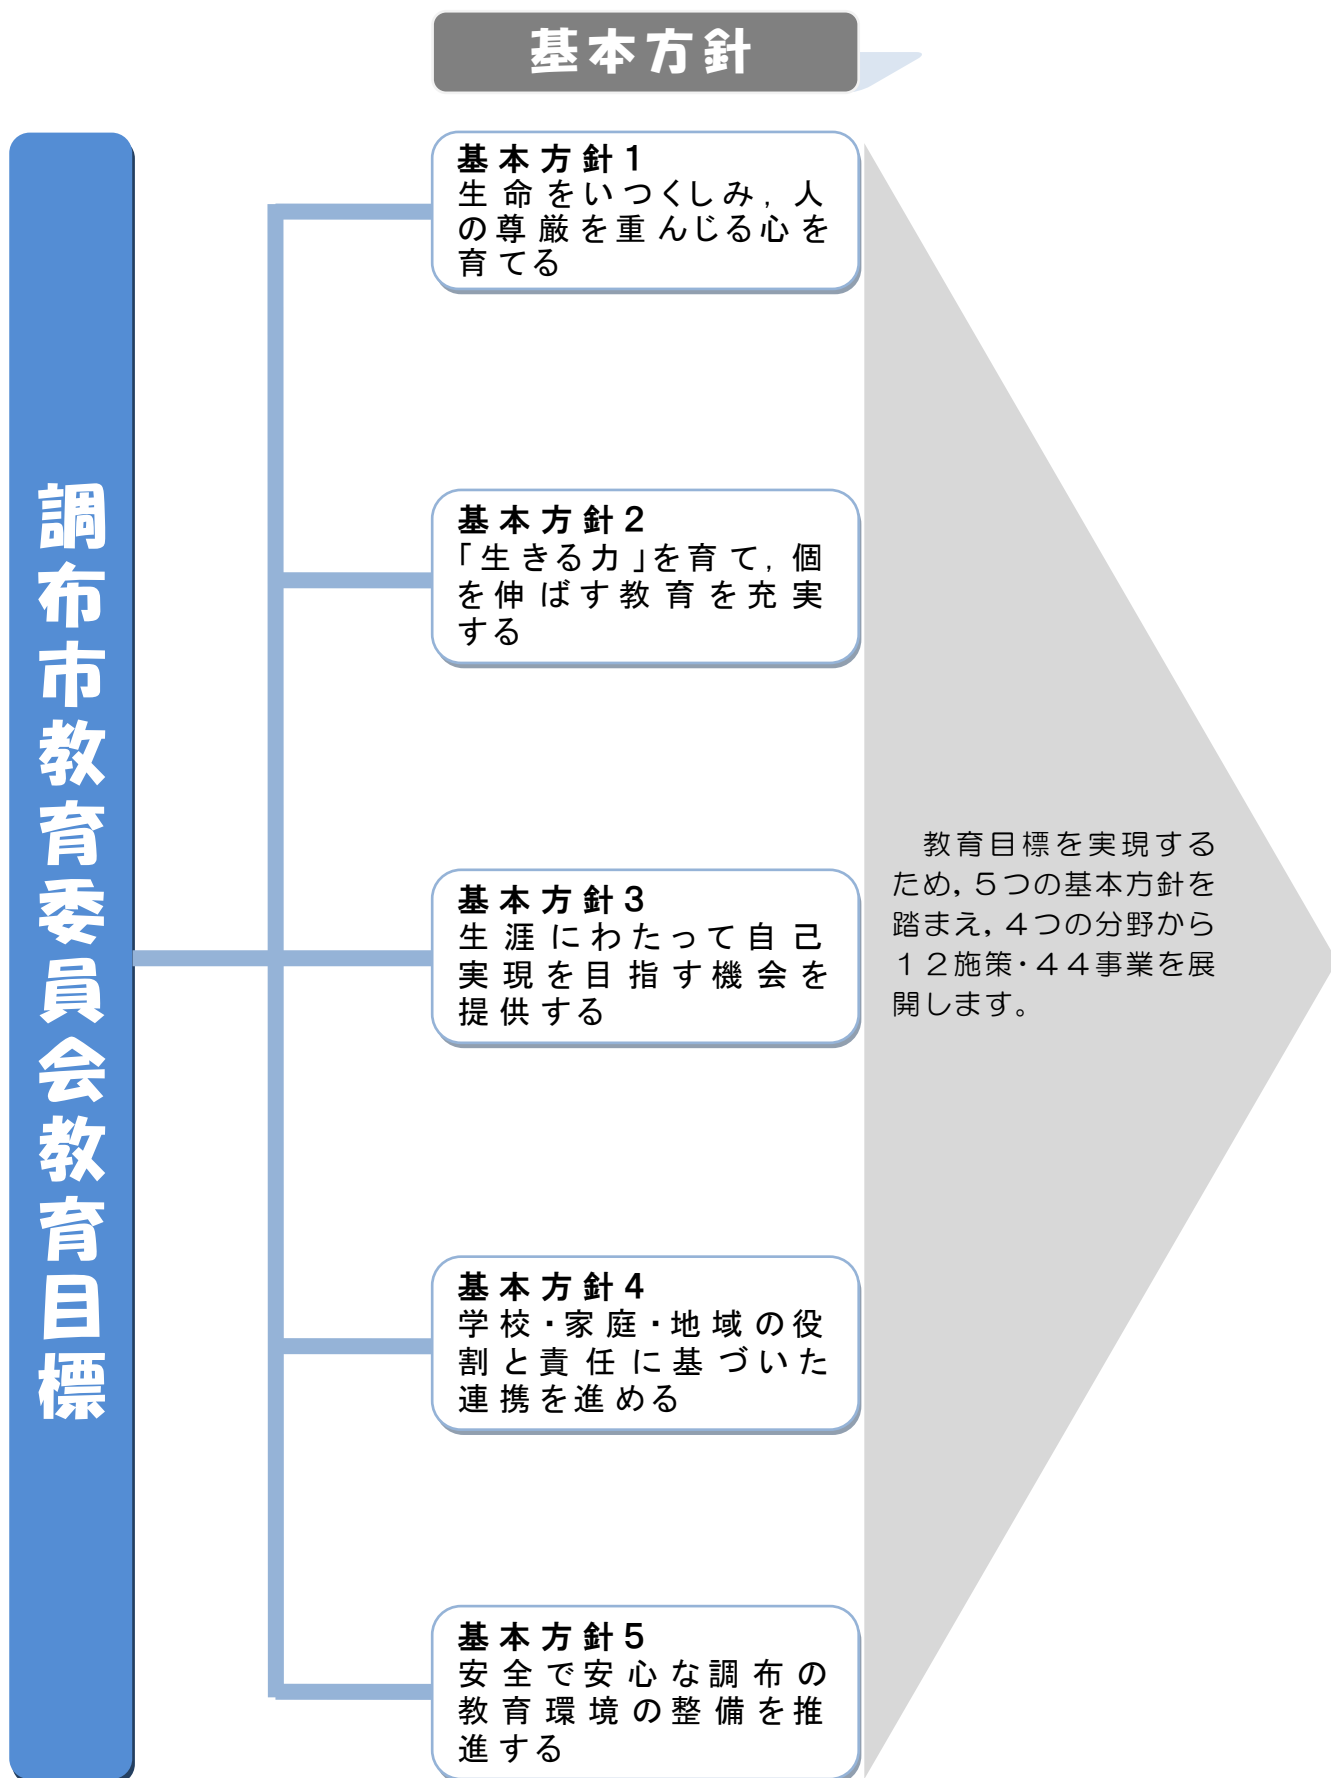 基本方針
調布市教育委員会教育目標
基本方針1
生命をいつくしみ，人
の尊厳を重んじる心を
育てる
基本方針2
「生きる力」を育て，個
を伸ばす教育を充実
する
基本方針3
生涯にわたって自己
実現を目指す機会を
提供する
基本方針4
学校・家庭・地域の役
割と責任に基づいた
連携を進める
基本方針5
安全で安心な調布の
教育環境の整備を推
進する
教育目標を実現する
ため，５つの基本方針を
踏まえ，４つの分野から
１２施策・４４事業を展
開します。